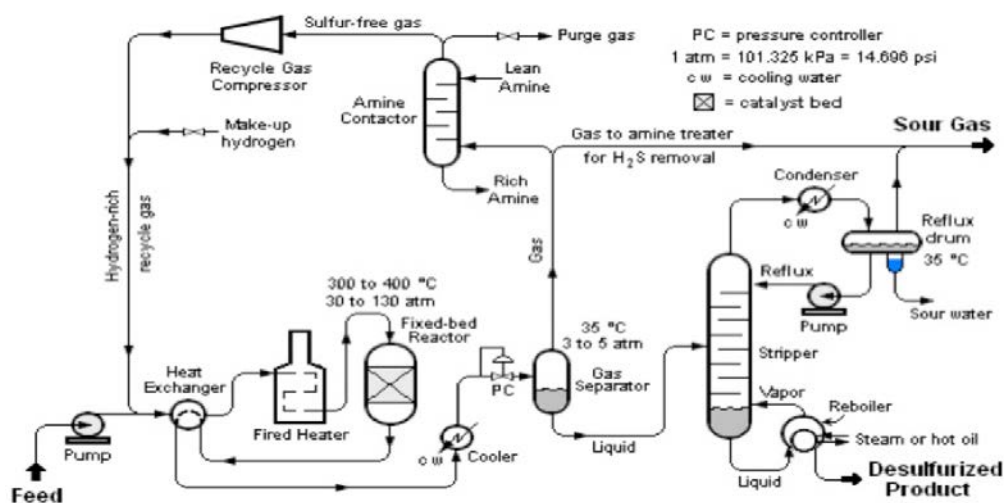 Sulfur-free gas
Purge gas
PC = pressure controller
1 atm = 101.325 kPa = 14.696 psi
c w = cooling water
= catalyst bed
Recycle Gas
Compressor
Lean
Amine
Amine
Contactor
Make-up
hydrogen
Gas to amine treater
for H₂S removal
Sour Gas
Rich
Amine
Condenser
c w
Reflux
drum
35 °C
Hydrogen-rich
recycle gas
Gas
300 to 400 °C
30 to 130 atm
Fixed-bed
Reactor
Reflux
Pump
Sour water
35 °C
3 to 5 atm
Heat
Exchanger
PC
Gas
Separator
Stripper
Vapor
Reboiler
Fired Heater
Pump
c w
Cooler
Liquid
Steam or hot oil
Liquid
Desulfurized
Product
Feed